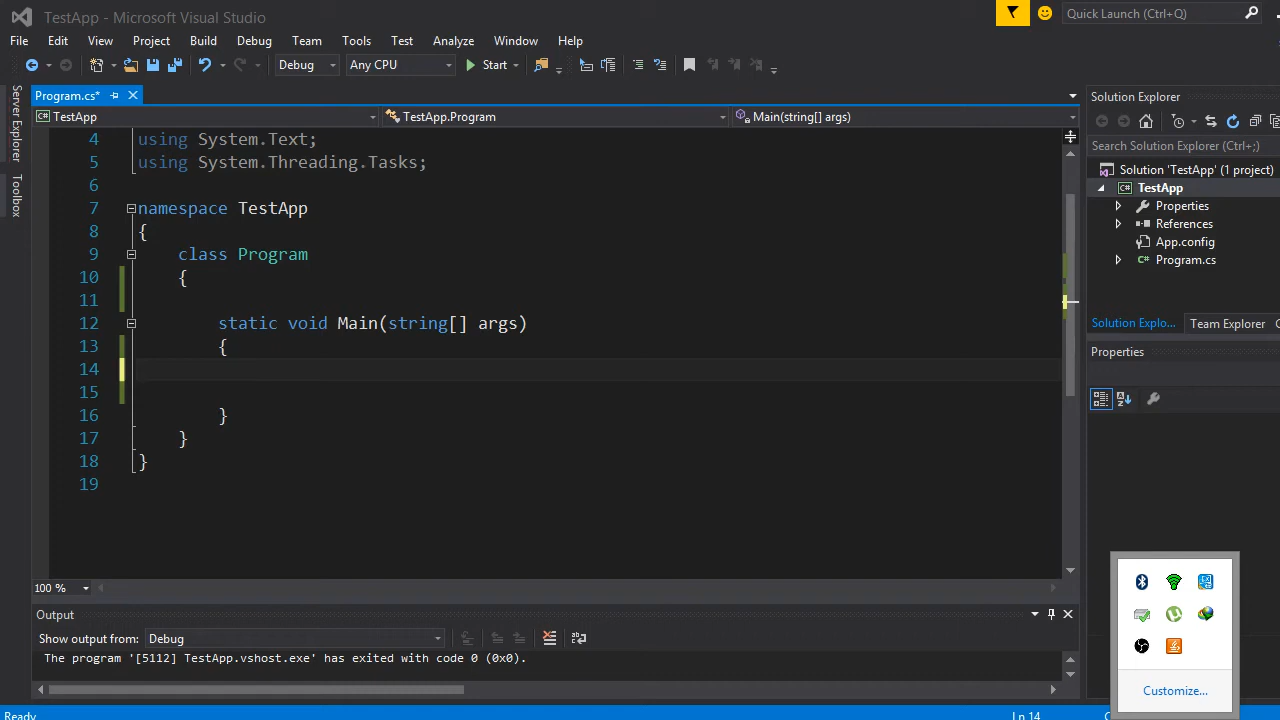 TestApp - Microsoft Visual Studio
Quick Launch (Ctrl+Q)
File Edit View Project Build Debug Team Tools Test Analyze Window Help
Debug Any CPU Start
Server Explorer
Toolbox
Program.cs*
TestApp TestApp.Program Main(string[] args)
4 using System.Text;
5 using System.Threading.Tasks;
6
7 namespace TestApp
8 {
9 class Program
10 {
11
12 static void Main(string[] args)
13 {
14
15
16 }
17 }
18 }
19
100 %
Output
Show output from: Debug
The program '[5112] TestApp.vshost.exe' has exited with code 0 (0x0).
Ready Ln 14
Solution Explorer
Search Solution Explorer (Ctrl+;)
Solution 'TestApp' (1 project)
C# TestApp
Properties
References
App.config
C# Program.cs
Solution Explo... Team Explorer
Properties
Customize...